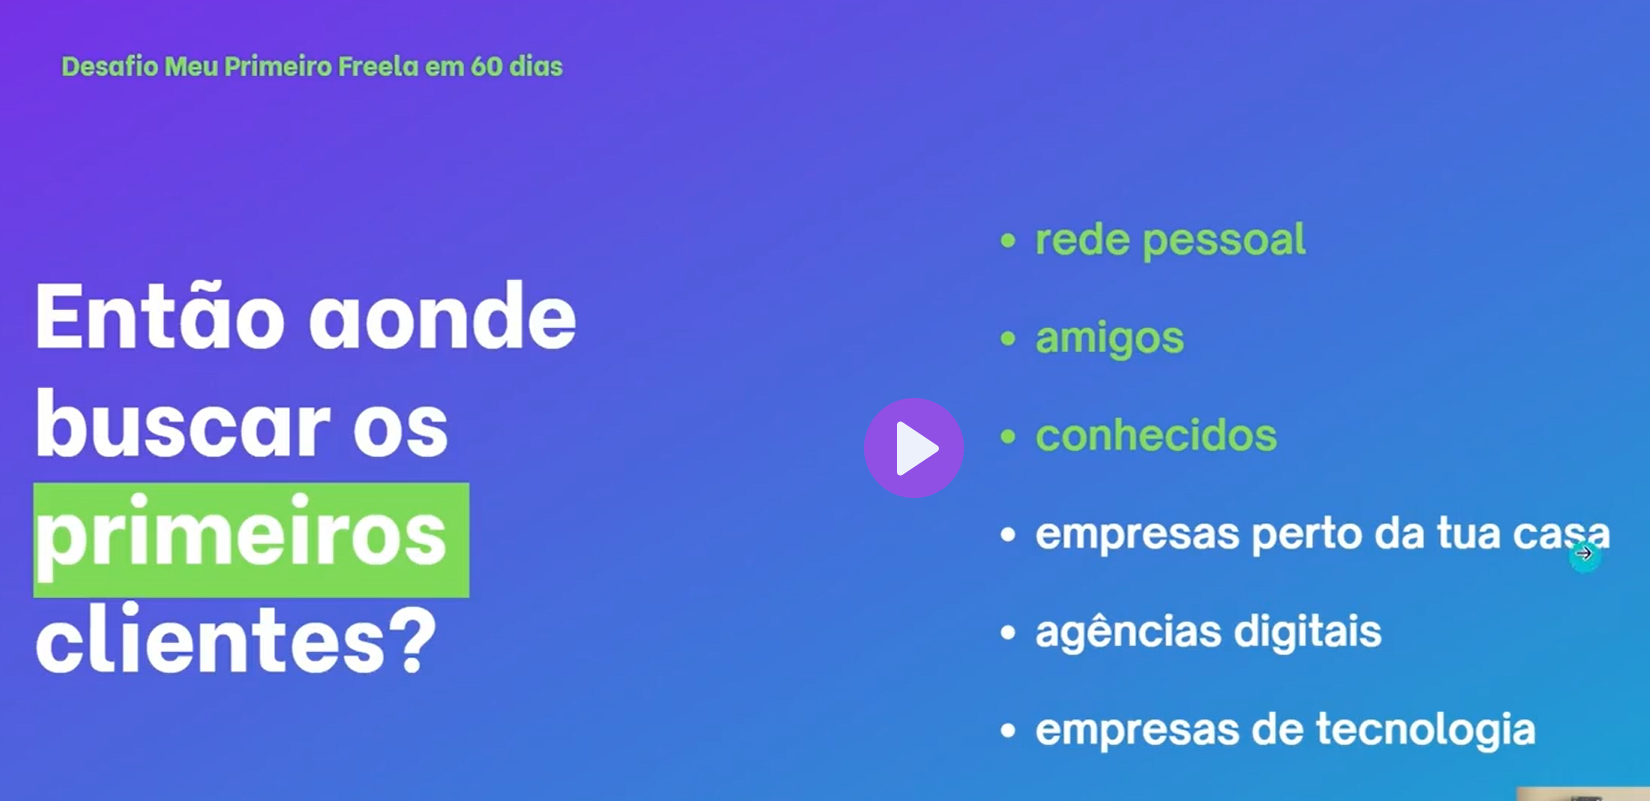 Desafio Meu Primeiro Freela em 60 dias
Então aonde
buscar os
primeiros
clientes?
• rede pessoal
• amigos
• conhecidos
• empresas perto da tua casa
• agências digitais
• empresas de tecnologia